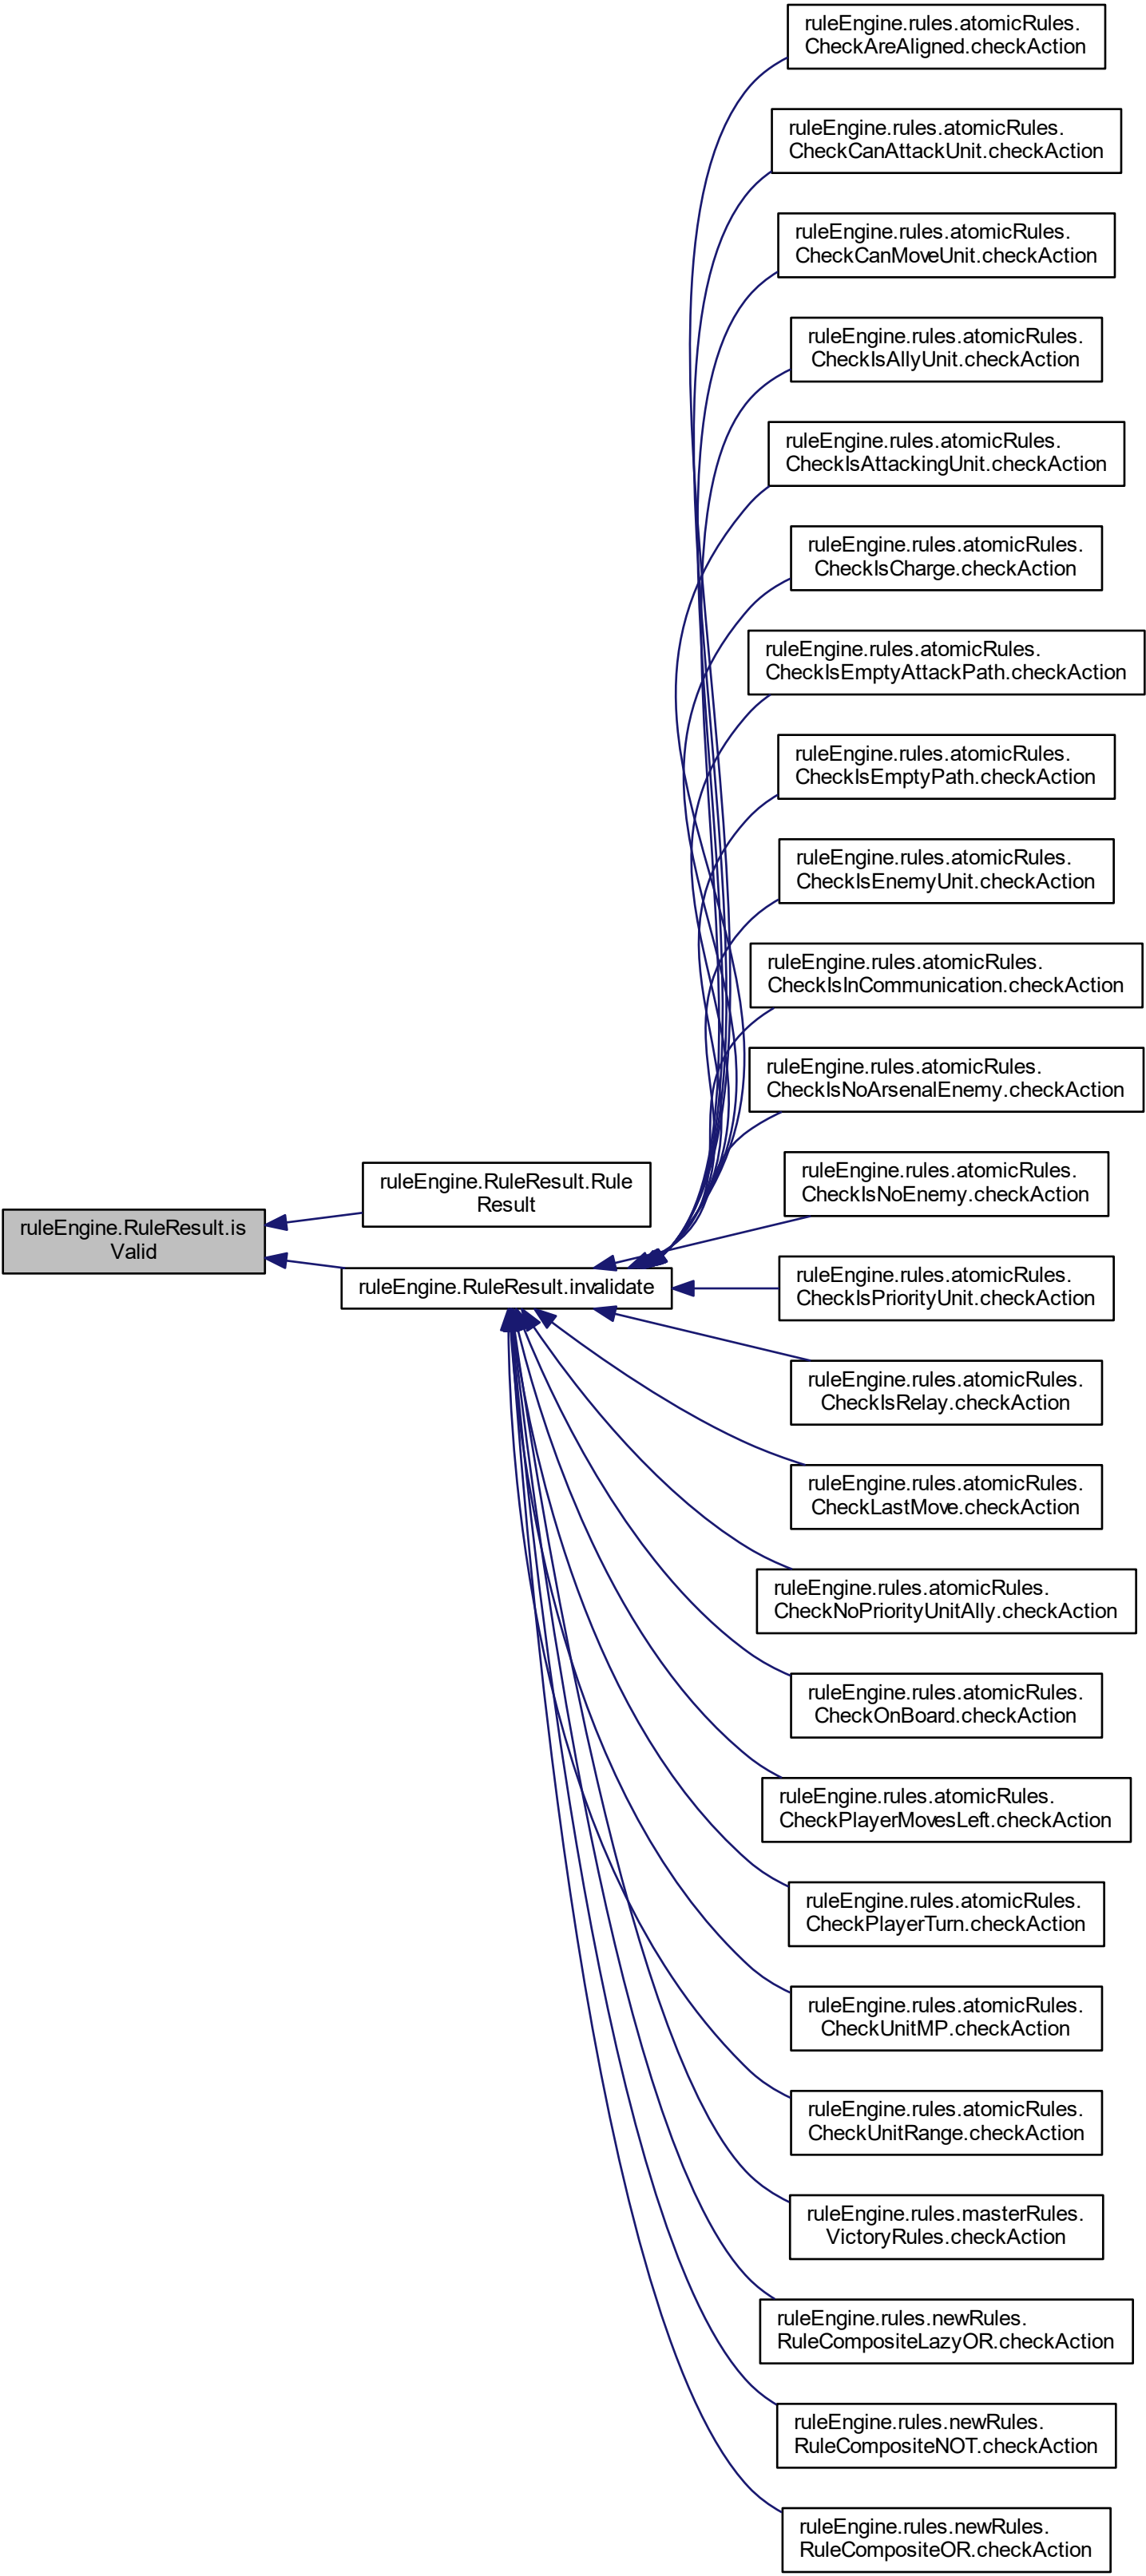 ruleEngine.rules.atomicRules.
CheckAreAligned.checkAction
ruleEngine.rules.atomicRules.
CheckCanAttackUnit.checkAction
ruleEngine.rules.atomicRules.
CheckCanMoveUnit.checkAction
ruleEngine.rules.atomicRules.
CheckIsAllyUnit.checkAction
ruleEngine.rules.atomicRules.
CheckIsAttackingUnit.checkAction
ruleEngine.rules.atomicRules.
CheckIsCharge.checkAction
ruleEngine.rules.atomicRules.
CheckIsEmptyAttackPath.checkAction
ruleEngine.rules.atomicRules.
CheckIsEmptyPath.checkAction
ruleEngine.rules.atomicRules.
CheckIsEnemyUnit.checkAction
ruleEngine.rules.atomicRules.
CheckIsInCommunication.checkAction
ruleEngine.rules.atomicRules.
CheckIsNoArsenalEnemy.checkAction
ruleEngine.rules.atomicRules.
CheckIsNoEnemy.checkAction
ruleEngine.RuleResult.Rule
Result
ruleEngine.RuleResult.is
Valid
ruleEngine.RuleResult.invalidate
ruleEngine.rules.atomicRules.
CheckIsPriorityUnit.checkAction
ruleEngine.rules.atomicRules.
CheckIsRelay.checkAction
ruleEngine.rules.atomicRules.
CheckLastMove.checkAction
ruleEngine.rules.atomicRules.
CheckNoPriorityUnitAlly.checkAction
ruleEngine.rules.atomicRules.
CheckOnBoard.checkAction
ruleEngine.rules.atomicRules.
CheckPlayerMovesLeft.checkAction
ruleEngine.rules.atomicRules.
CheckPlayerTurn.checkAction
ruleEngine.rules.atomicRules.
CheckUnitMP.checkAction
ruleEngine.rules.atomicRules.
CheckUnitRange.checkAction
ruleEngine.rules.masterRules.
VictoryRules.checkAction
ruleEngine.rules.newRules.
RuleCompositeLazyOR.checkAction
ruleEngine.rules.newRules.
RuleCompositeNOT.checkAction
ruleEngine.rules.newRules.
RuleCompositeOR.checkAction